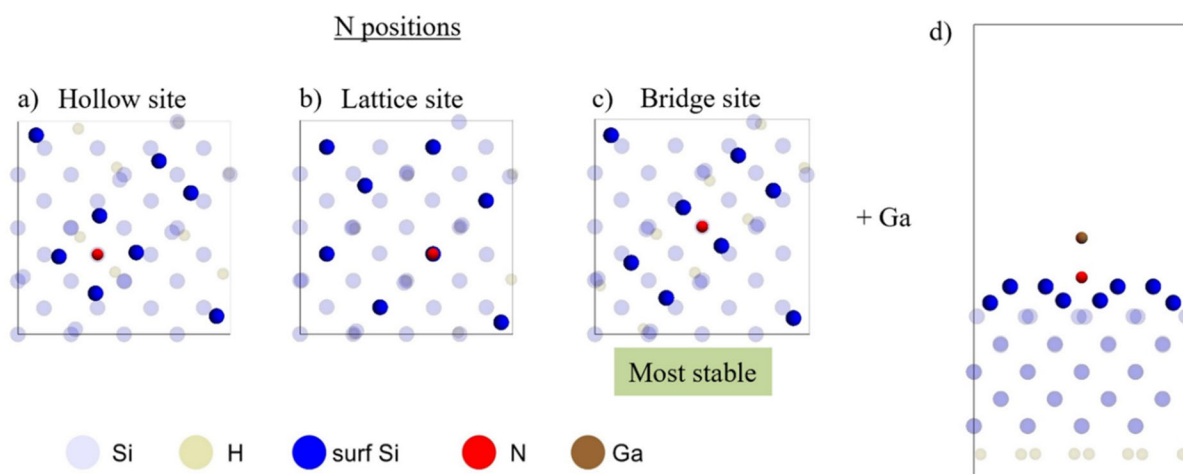 N positions
d)
a) Hollow site
b) Lattice site
c) Bridge site
+ Ga
Most stable
Si
H
surf Si
N
Ga